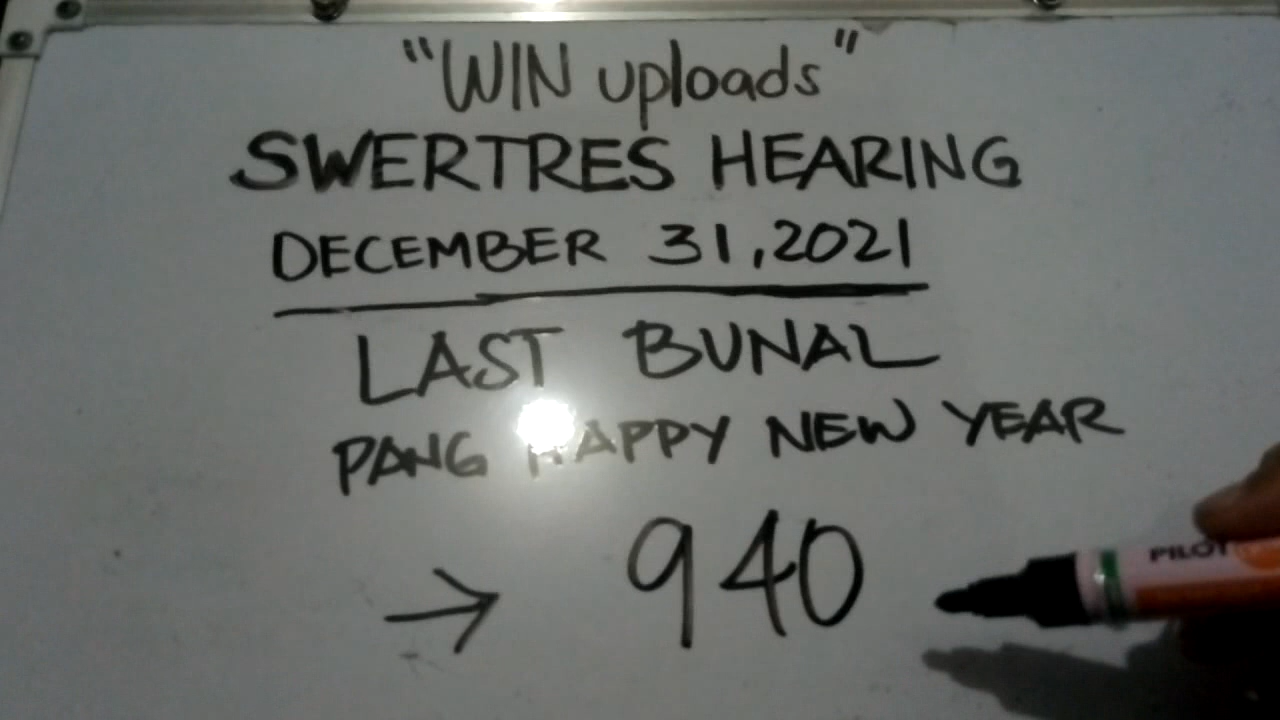 "WIN uploads"
SWERTRES HEARING
DECEMBER 31, 2021
LAST BUNAL
PANG HAPPY NEW YEAR
→ 940
PILOT